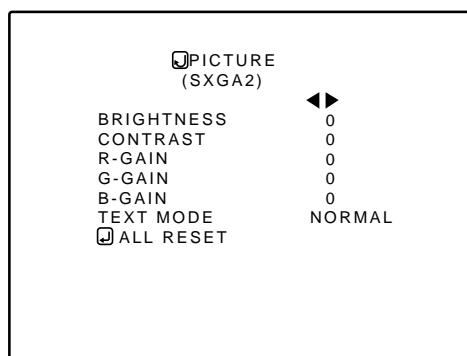 PICTURE
(SXGA2)
BRIGHTNESS 0
CONTRAST 0
R-GAIN 0
G-GAIN 0
B-GAIN 0
TEXT MODE NORMAL
ALL RESET